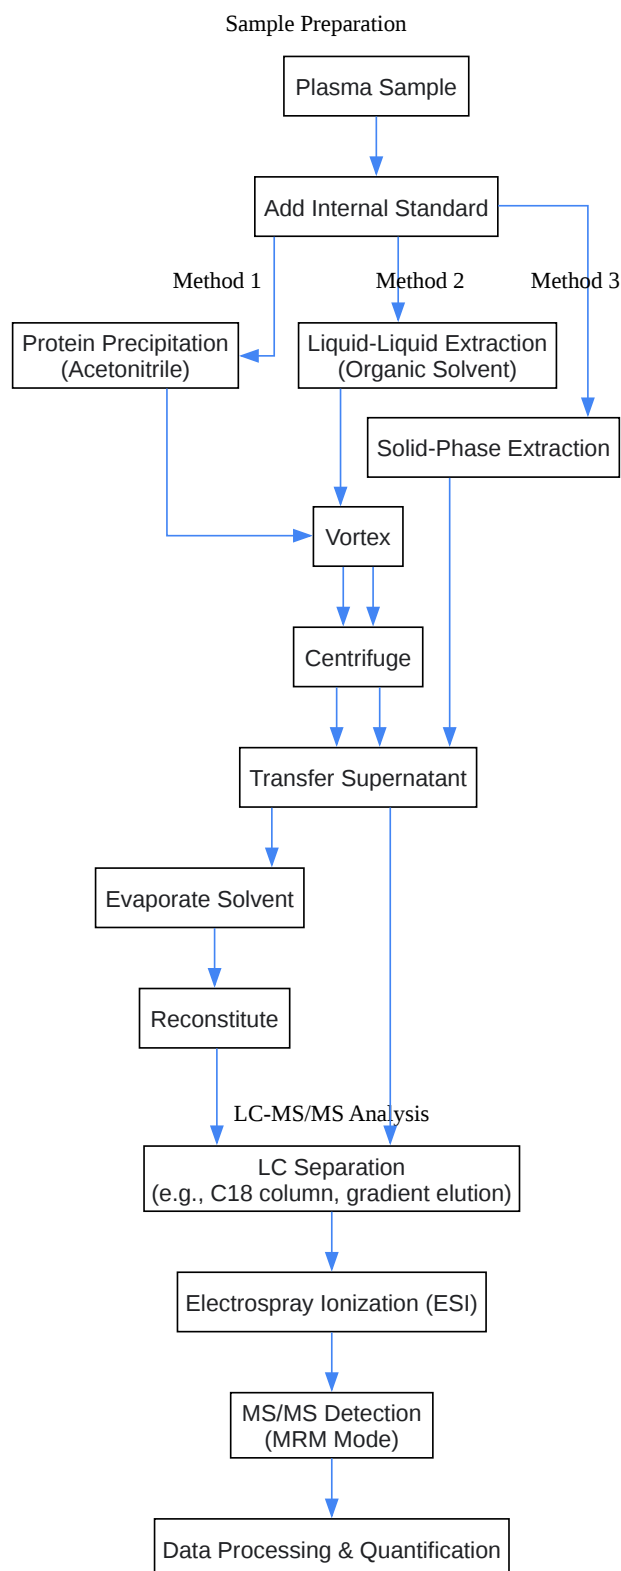 Sample Preparation
Plasma Sample
Add Internal Standard
Method 1
Method 2
Method 3
Protein Precipitation
(Acetonitrile)
Liquid-Liquid Extraction
(Organic Solvent)
Solid-Phase Extraction
Vortex
Centrifuge
Transfer Supernatant
Evaporate Solvent
Reconstitute
LC-MS/MS Analysis
LC Separation
(e.g., C18 column, gradient elution)
Electrospray Ionization (ESI)
MS/MS Detection
(MRM Mode)
Data Processing & Quantification